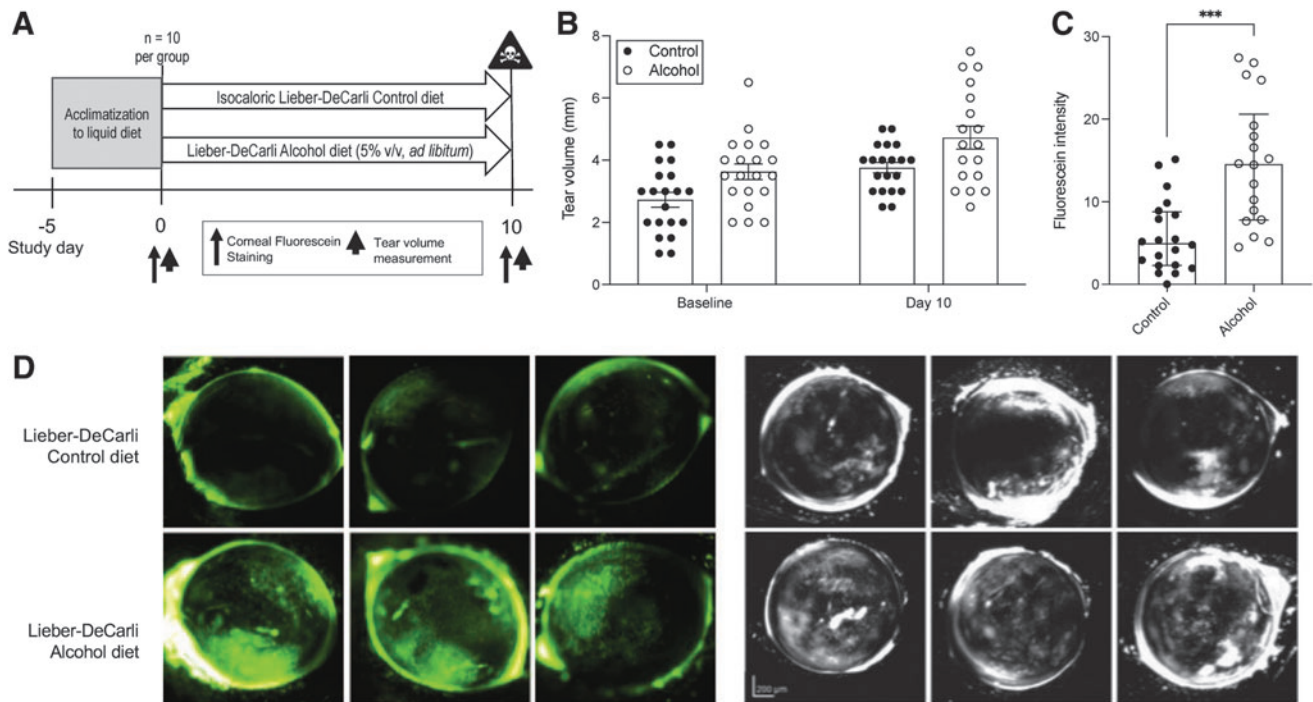 A
n = 10
per group
Acclimatization
to liquid diet
Isocaloric Lieber-DeCarli Control diet
Lieber-DeCarli Alcohol diet (5% v/v, ad libitum)
-5
0
10
Study day
Corneal Fluorescein
Staining
Tear volume
measurement
B
Control
Alcohol
Tear volume (mm)
8
6
4
2
0
Baseline
Day 10
C
***
Fluorescein intensity
30
20
10
0
Control
Alcohol
D
Lieber-DeCarli
Control diet
Lieber-DeCarli
Alcohol diet
200 μm